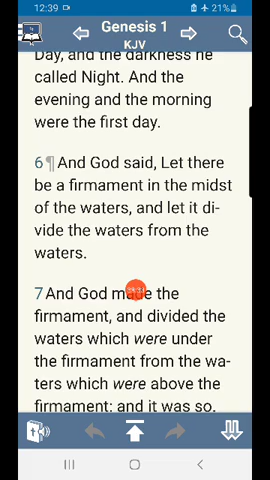 12:39 21%
Genesis 1
KJV
Day, and the darkness he
called Night. And the
evening and the morning
were the first day.
6 ¶ And God said, Let there
be a firmament in the midst
of the waters, and let it di-
vide the waters from the
waters.
7 And God made the
firmament, and divided the
waters which were under
the firmament from the wa-
ters which were above the
firmament: and it was so.